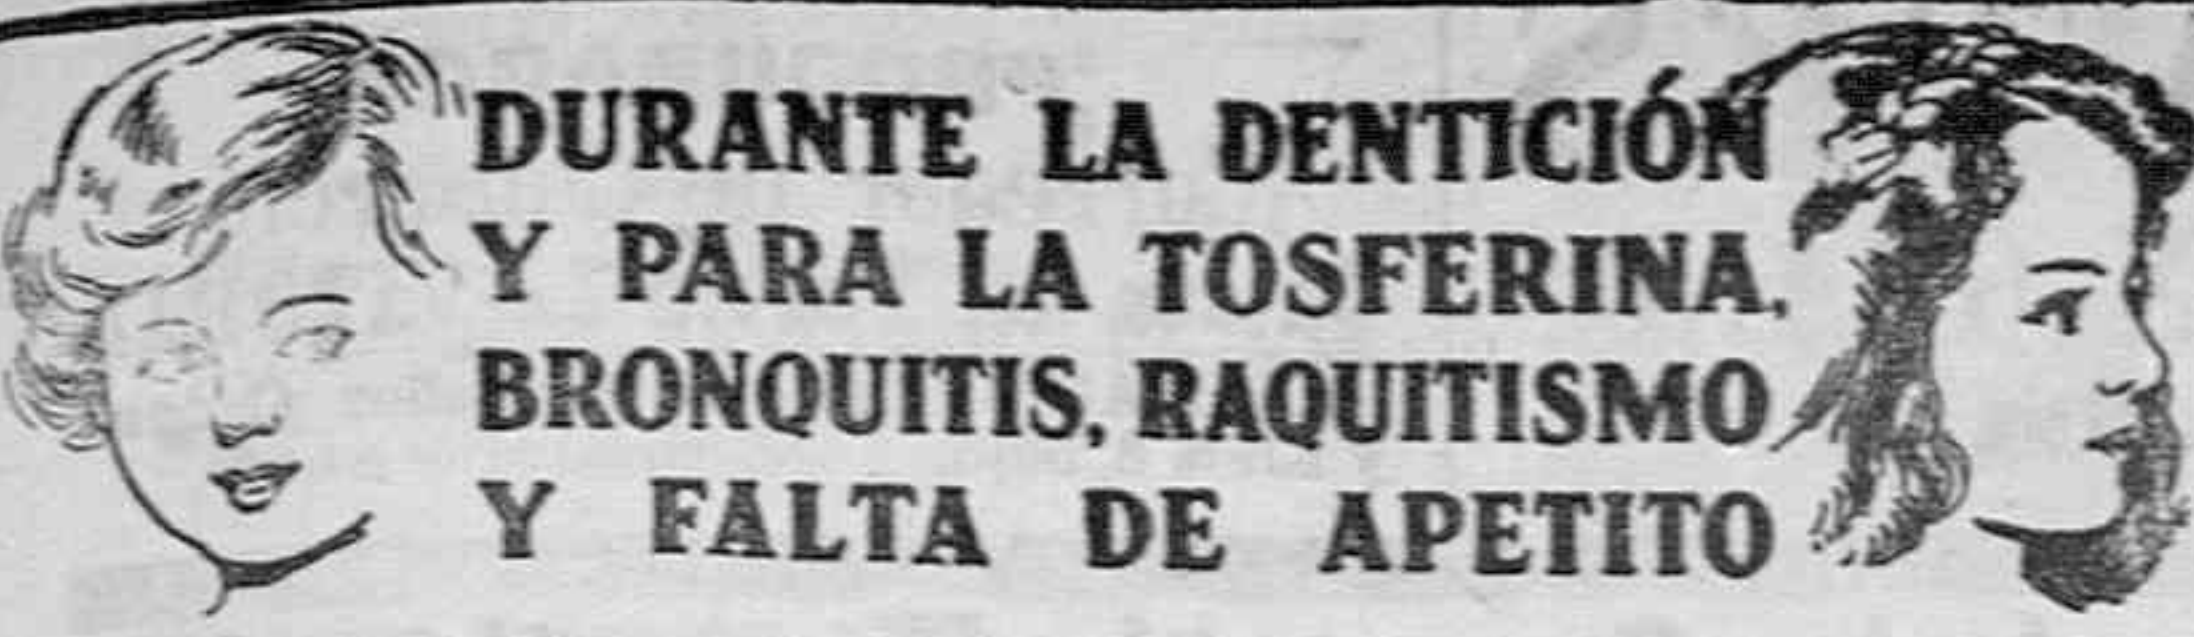 DURANTE LA DENTICIÓN
Y PARA LA TOSFERINA,
BRONQUITIS, RAQUITISMO
Y FALTA DE APETITO